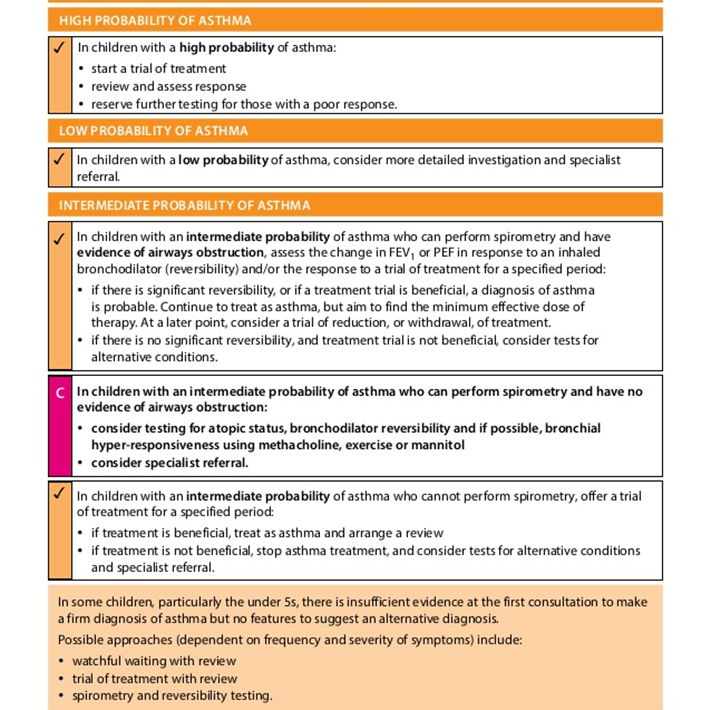 HIGH PROBABILITY OF ASTHMA
✓ In children with a high probability of asthma:
• start a trial of treatment
• review and assess response
• reserve further testing for those with a poor response.
LOW PROBABILITY OF ASTHMA
✓ In children with a low probability of asthma, consider more detailed investigation and specialist
referral.
INTERMEDIATE PROBABILITY OF ASTHMA
✓ In children with an intermediate probability of asthma who can perform spirometry and have
evidence of airways obstruction, assess the change in FEV₁ or PEF in response to an inhaled
bronchodilator (reversibility) and/or the response to a trial of treatment for a specified period:
• if there is significant reversibility, or if a treatment trial is beneficial, a diagnosis of asthma
is probable. Continue to treat as asthma, but aim to find the minimum effective dose of
therapy. At a later point, consider a trial of reduction, or withdrawal, of treatment.
• if there is no significant reversibility, and treatment trial is not beneficial, consider tests for
alternative conditions.
C In children with an intermediate probability of asthma who can perform spirometry and have no
evidence of airways obstruction:
• consider testing for atopic status, bronchodilator reversibility and if possible, bronchial
hyper-responsiveness using methacholine, exercise or mannitol
• consider specialist referral.
✓ In children with an intermediate probability of asthma who cannot perform spirometry, offer a trial
of treatment for a specified period:
• if treatment is beneficial, treat as asthma and arrange a review
• if treatment is not beneficial, stop asthma treatment, and consider tests for alternative conditions
and specialist referral.
In some children, particularly the under 5s, there is insufficient evidence at the first consultation to make
a firm diagnosis of asthma but no features to suggest an alternative diagnosis.
Possible approaches (dependent on frequency and severity of symptoms) include:
• watchful waiting with review
• trial of treatment with review
• spirometry and reversibility testing.